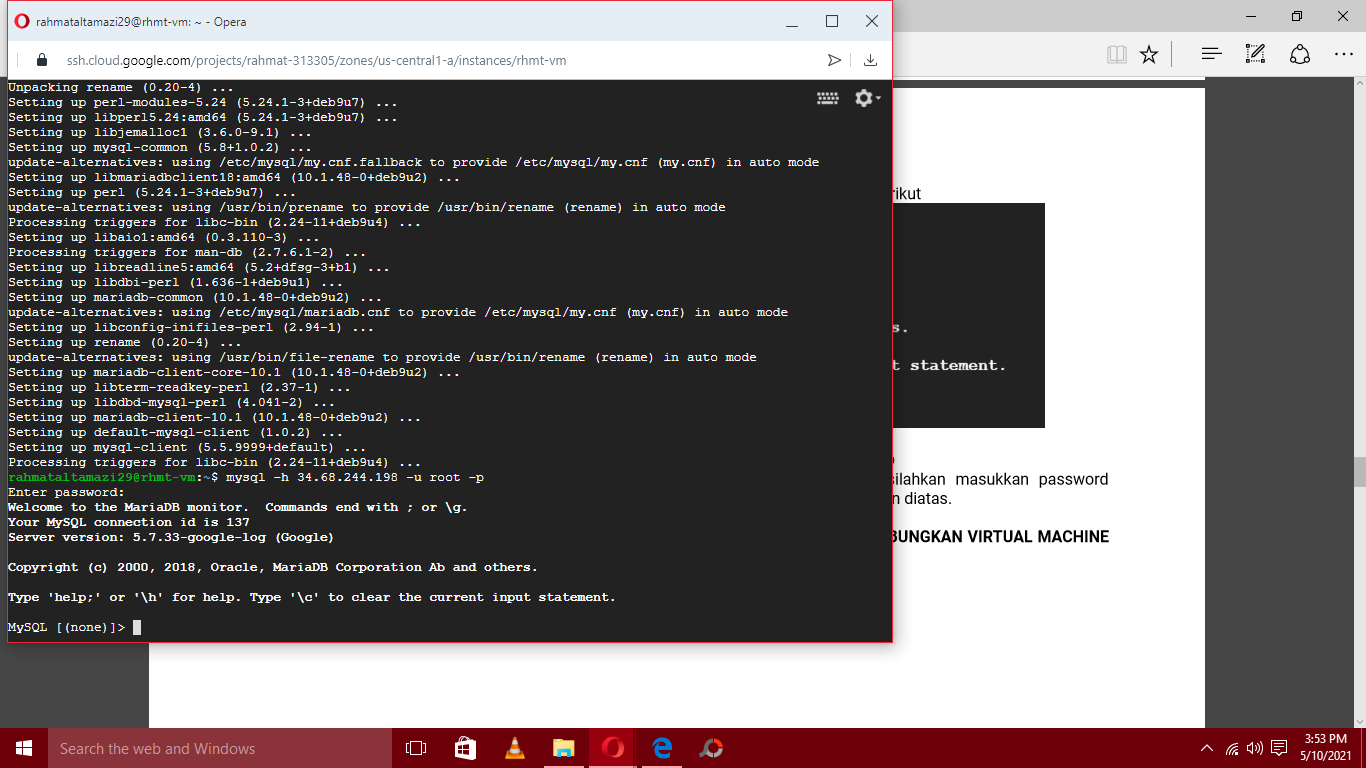 rahmataltamazi29@rhmt-vm: ~ - Opera
ssh.cloud.google.com/projects/rahmat-313305/zones/us-central1-a/instances/rhmt-vm
Unpacking rename (0.20-4) ...
Setting up perl-modules-5.24 (5.24.1-3+deb9u7) ...
Setting up libperl5.24:amd64 (5.24.1-3+deb9u7) ...
Setting up libjemalloc1 (3.6.0-9.1) ...
Setting up mysql-common (5.8+1.0.2) ...
update-alternatives: using /etc/mysql/my.cnf.fallback to provide /etc/mysql/my.cnf (my.cnf) in auto mode
Setting up libmariadbclient18:amd64 (10.1.48-0+deb9u2) ...
Setting up perl (5.24.1-3+deb9u7) ...
update-alternatives: using /usr/bin/prename to provide /usr/bin/rename (rename) in auto mode
Processing triggers for libc-bin (2.24-11+deb9u4) ...
Setting up libaio1:amd64 (0.3.110-3) ...
Processing triggers for man-db (2.7.6.1-2) ...
Setting up libreadline5:amd64 (5.2+dfsg-3+b1) ...
Setting up libdbi-perl (1.636-1+deb9u1) ...
Setting up mariadb-common (10.1.48-0+deb9u2) ...
update-alternatives: using /etc/mysql/mariadb.cnf to provide /etc/mysql/my.cnf (my.cnf) in auto mode
Setting up libconfig-inifiles-perl (2.94-1) ...
Setting up rename (0.20-4) ...
update-alternatives: using /usr/bin/file-rename to provide /usr/bin/rename (rename) in auto mode
Setting up mariadb-client-core-10.1 (10.1.48-0+deb9u2) ...
Setting up libterm-readkey-perl (2.37-1) ...
Setting up libdbd-mysql-perl (4.041-2) ...
Setting up mariadb-client-10.1 (10.1.48-0+deb9u2) ...
Setting up default-mysql-client (1.0.2) ...
Setting up mysql-client (5.5.9999+default) ...
Processing triggers for libc-bin (2.24-11+deb9u4) ...
rahmataltamazi29@rhmt-vm:~$ mysql -h 34.68.244.198 -u root -p
Enter password:
Welcome to the MariaDB monitor.  Commands end with ; or \g.
Your MySQL connection id is 137
Server version: 5.7.33-google-log (Google)
Copyright (c) 2000, 2018, Oracle, MariaDB Corporation Ab and others.
Type 'help;' or '\h' for help. Type '\c' to clear the current input statement.
MySQL [(none)]>
ikut
s.
t statement.
ilahkan masukkan password
n diatas.
BUNGKAN VIRTUAL MACHINE
Search the web and Windows
3:53 PM
5/10/2021